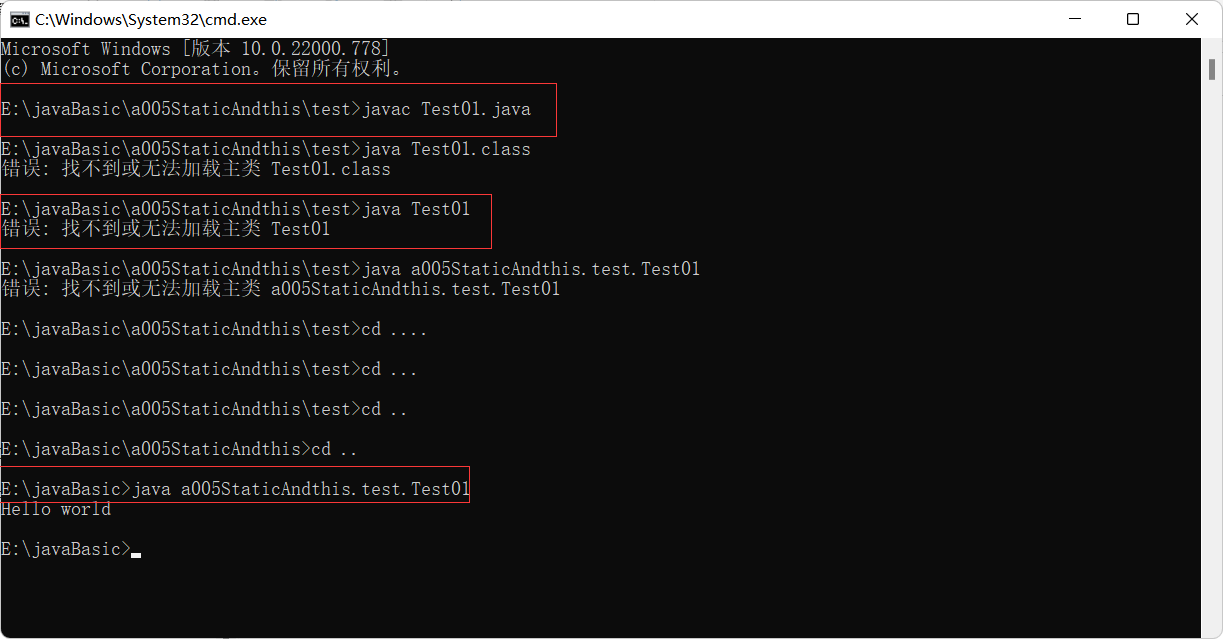 C:\Windows\System32\cmd.exe
Microsoft Windows [版本 10.0.22000.778]
(c) Microsoft Corporation。保留所有权利。
E:\javaBasic\a005StaticAndthis\test>javac Test01.java
E:\javaBasic\a005StaticAndthis\test>java Test01.class
错误: 找不到或无法加载主类 Test01.class
E:\javaBasic\a005StaticAndthis\test>java Test01
错误: 找不到或无法加载主类 Test01
E:\javaBasic\a005StaticAndthis\test>java a005StaticAndthis.test.Test01
错误: 找不到或无法加载主类 a005StaticAndthis.test.Test01
E:\javaBasic\a005StaticAndthis\test>cd ....
E:\javaBasic\a005StaticAndthis\test>cd ...
E:\javaBasic\a005StaticAndthis\test>cd ..
E:\javaBasic\a005StaticAndthis>cd ..
E:\javaBasic>java a005StaticAndthis.test.Test01
Hello world
E:\javaBasic>